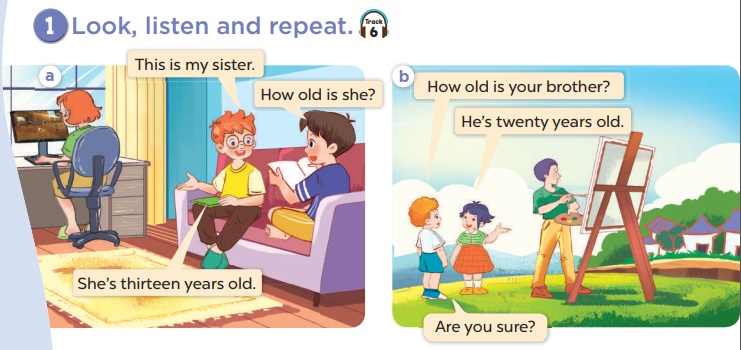 1 Look, listen and repeat. Track 6
a
This is my sister.
How old is she?
She's thirteen years old.
b
How old is your brother?
He's twenty years old.
Are you sure?